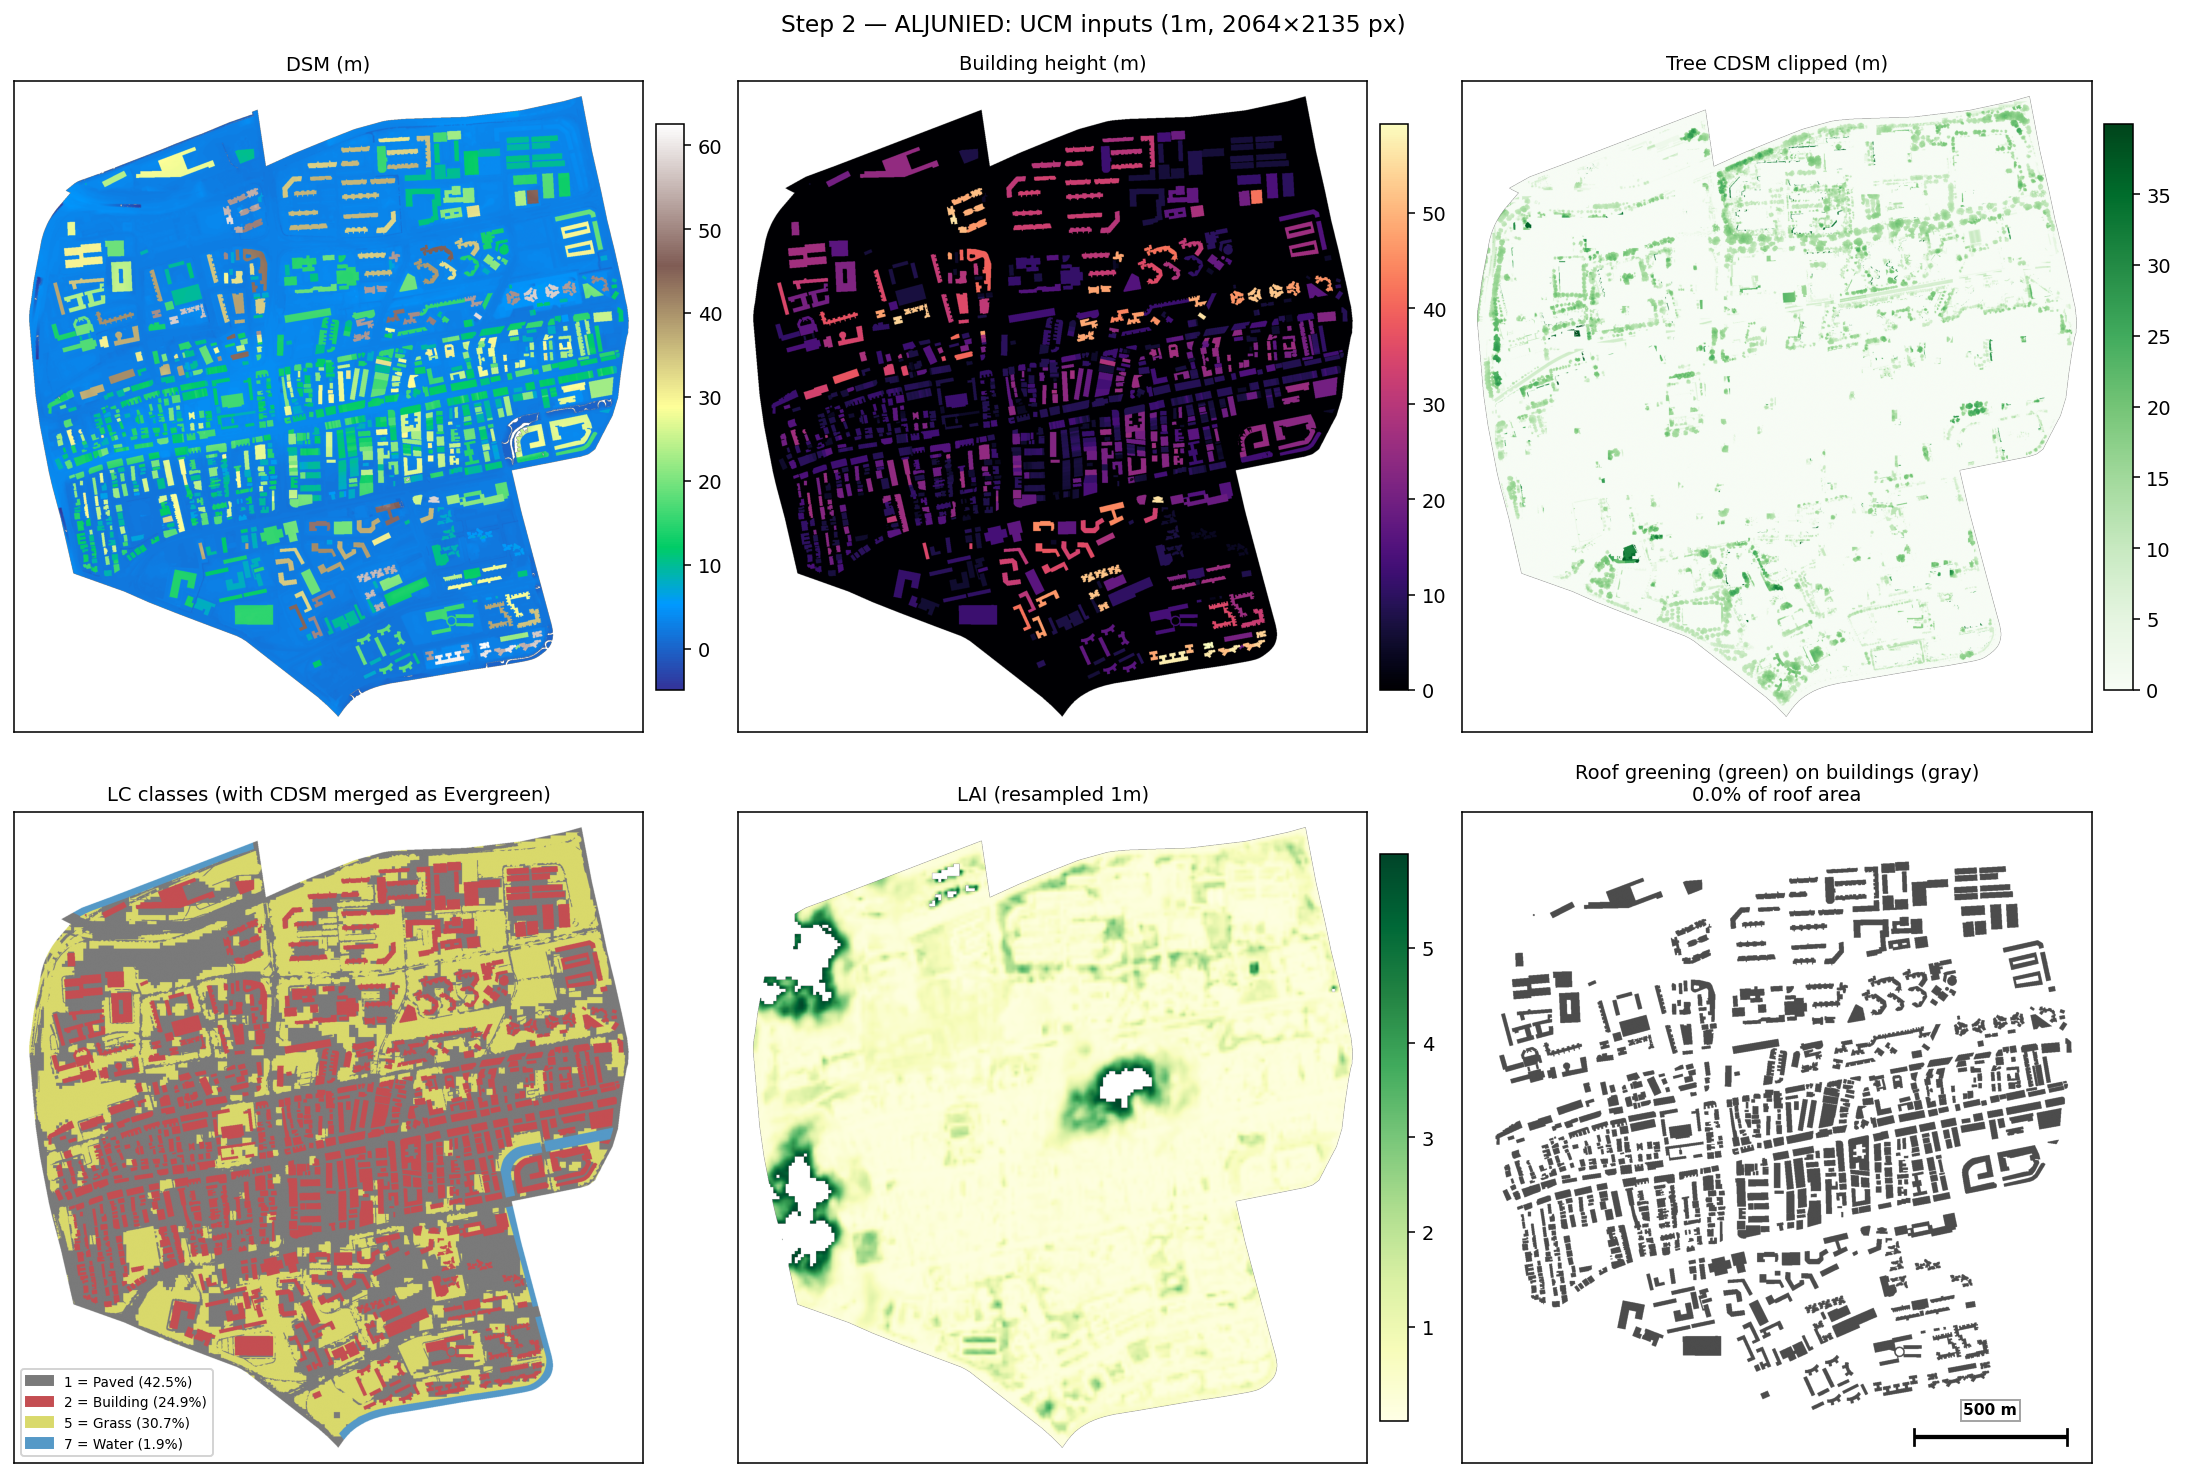 Step 2 — ALJUNIED: UCM inputs (1m, 2064×2135 px)
DSM (m)
60
50
40
30
20
10
0
Building height (m)
50
40
30
20
10
0
Tree CDSM clipped (m)
35
30
25
20
15
10
5
0
LC classes (with CDSM merged as Evergreen)
1 = Paved (42.5%)
2 = Building (24.9%)
5 = Grass (30.7%)
7 = Water (1.9%)
LAI (resampled 1m)
5
4
3
2
1
Roof greening (green) on buildings (gray)
0.0% of roof area
500 m